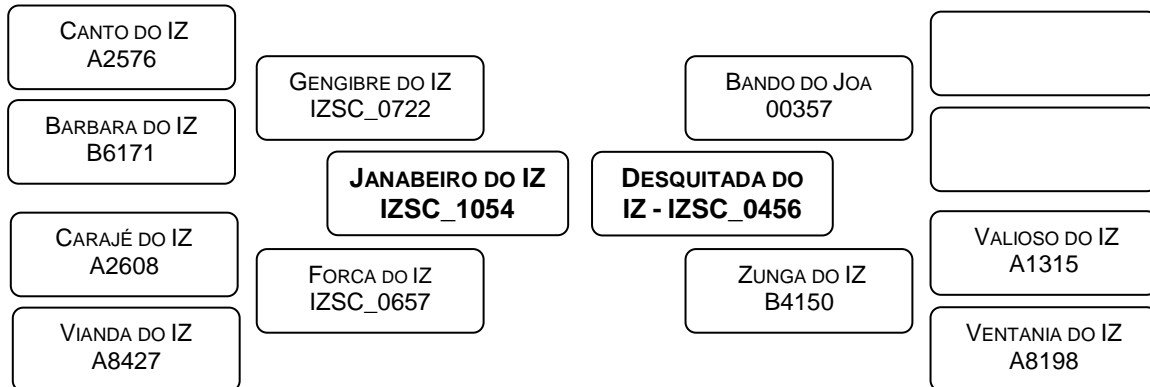 CANTO DO IZ
A2576
BARBARA DO IZ
B6171
CARAJÉ DO IZ
A2608
VIANDA DO IZ
A8427
GENGIBRE DO IZ
IZSC_0722
FORCA DO IZ
IZSC_0657
JANABEIRO DO IZ
IZSC_1054
DESQUITADA DO
IZ - IZSC_0456
BANDO DO JOA
00357
ZUNGA DO IZ
B4150
VALIOSO DO IZ
A1315
VENTANIA DO IZ
A8198